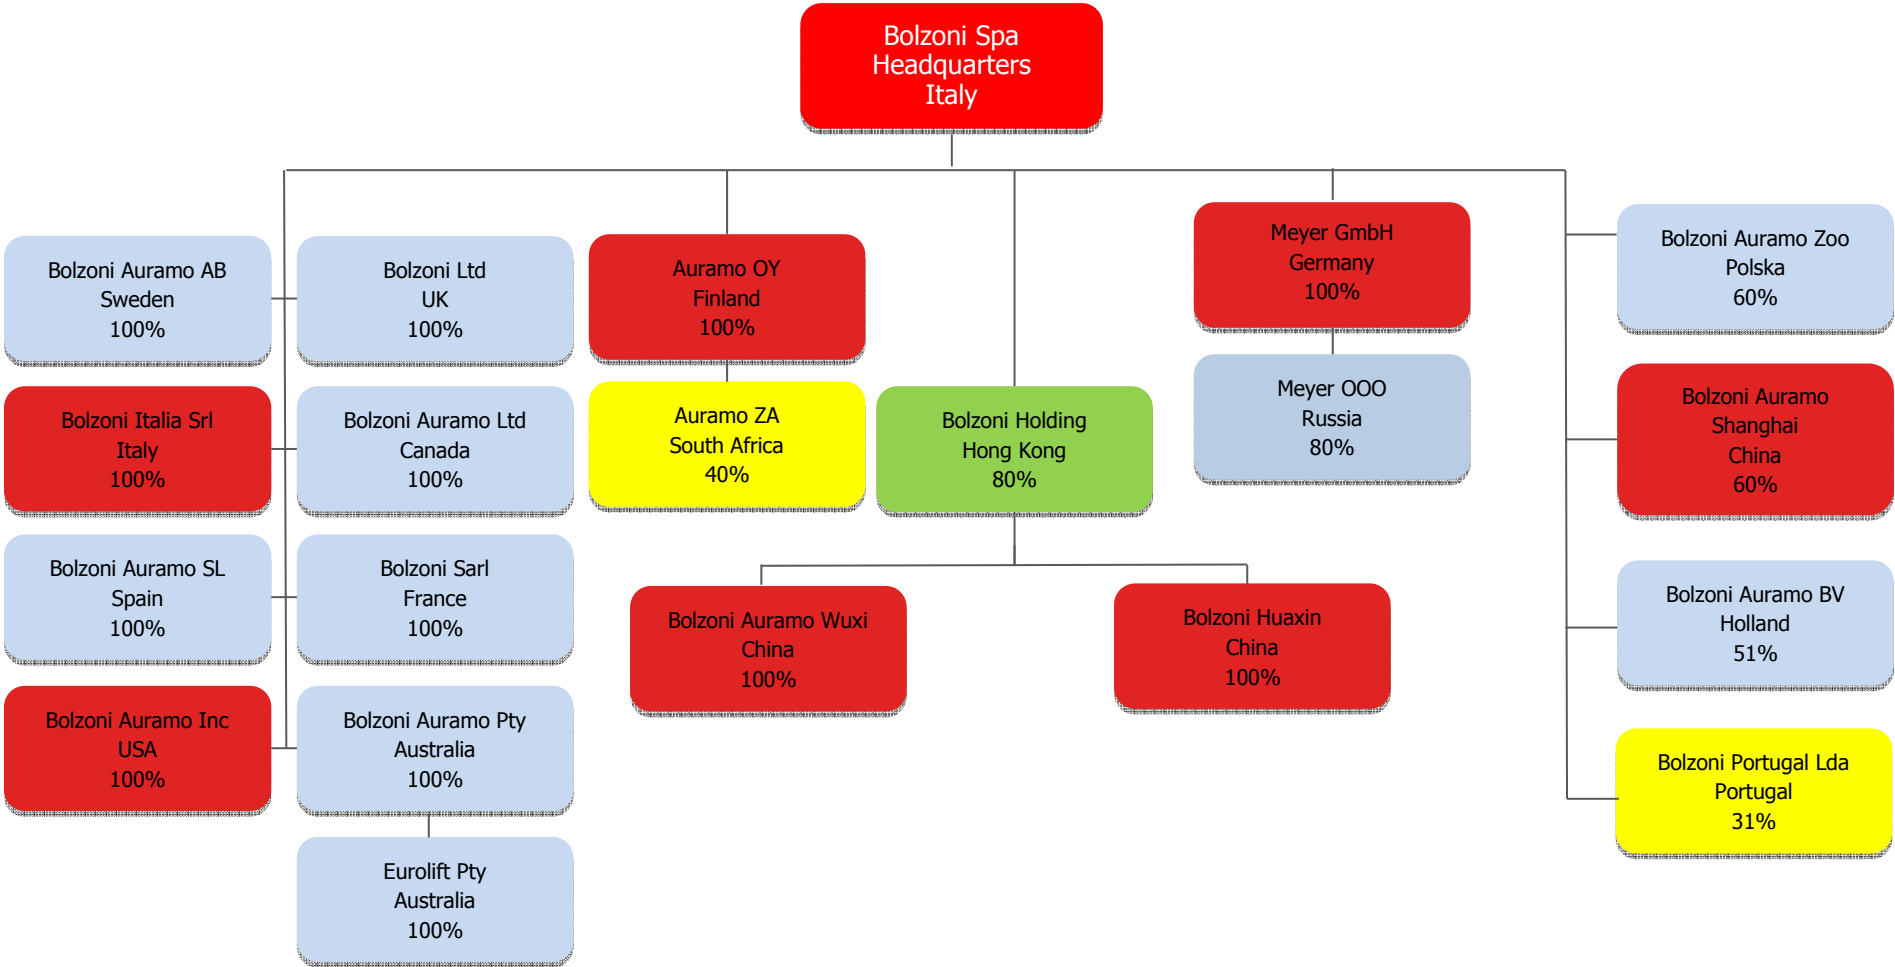 Bolzoni Spa
Headquarters
Italy
Bolzoni Auramo AB
Sweden
100%
Bolzoni Ltd
UK
100%
Auramo OY
Finland
100%
Meyer GmbH
Germany
100%
Bolzoni Auramo Zoo
Polska
60%
Bolzoni Italia Srl
Italy
100%
Bolzoni Auramo Ltd
Canada
100%
Auramo ZA
South Africa
40%
Bolzoni Holding
Hong Kong
80%
Meyer OOO
Russia
80%
Bolzoni Auramo
Shanghai
China
60%
Bolzoni Auramo SL
Spain
100%
Bolzoni Sarl
France
100%
Bolzoni Auramo Wuxi
China
100%
Bolzoni Huaxin
China
100%
Bolzoni Auramo BV
Holland
51%
Bolzoni Auramo Inc
USA
100%
Bolzoni Auramo Pty
Australia
100%
Bolzoni Portugal Lda
Portugal
31%
Eurolift Pty
Australia
100%